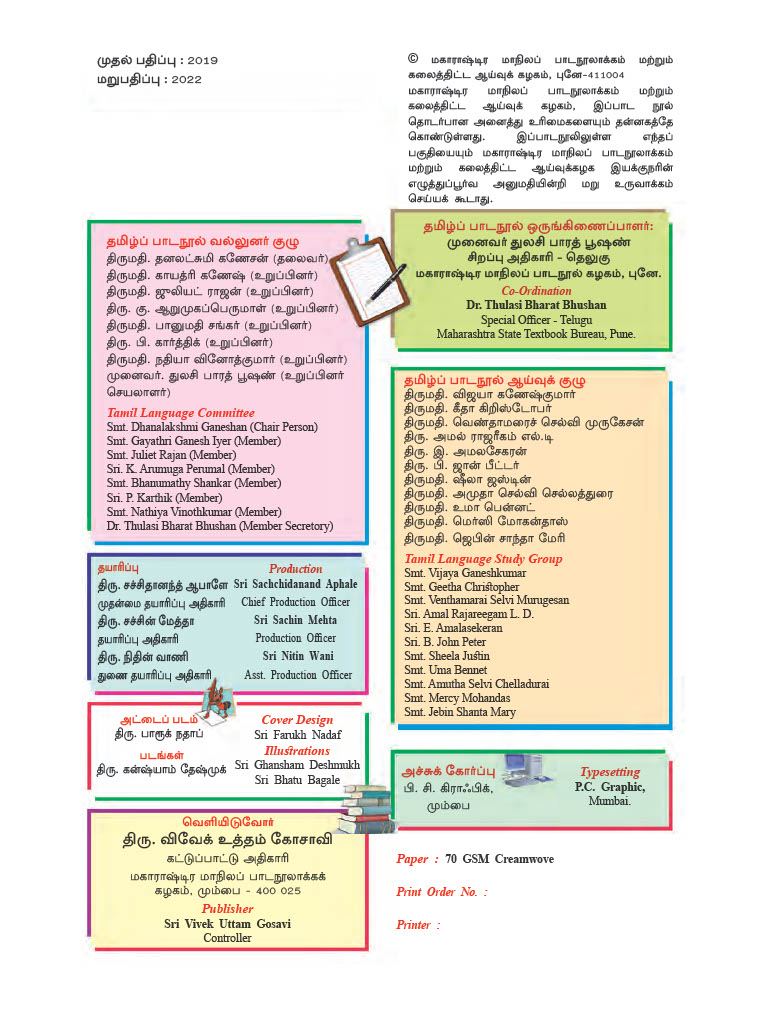 முதல் பதிப்பு : 2019
மறுபதிப்பு : 2022
© மகாராஷ்டிர மாநிலப் பாடநூலாக்கம் மற்றும்
கலைத்திட்ட ஆய்வுக் கழகம், புனே-411004
மகாராஷ்டிர மாநிலப் பாடநூலாக்கம் மற்றும்
கலைத்திட்ட ஆய்வுக் கழகம், இப்பாட நூல்
தொடர்பான அனைத்து உரிமைகளையும் தன்னகத்தே
கொண்டுள்ளது. இப்பாடநூலிலுள்ள எந்தப்
பகுதியையும் மகாராஷ்டிர மாநிலப் பாடநூலாக்கம்
மற்றும் கலைத்திட்ட ஆய்வுக்கழக இயக்குநரின்
எழுத்துப்பூர்வ அனுமதியின்றி மறு உருவாக்கம்
செய்யக் கூடாது.
தமிழ்ப் பாடநூல் வல்லுனர் குழு
திருமதி. தனலட்சுமி கணேசன் (தலைவர்)
திருமதி. காயதரி கணேஷ் (உறுப்பினர்)
திருமதி. ஜுலியட் ராஜன் (உறுப்பினர்)
திரு. கு. ஆறுமுகப்பெருமாள் (உறுப்பினர்)
திருமதி. பானுமதி சங்கர் (உறுப்பினர்)
திரு. பி. கார்த்திக் (உறுப்பினர்)
திருமதி. நதியா வினோத்குமார் (உறுப்பினர்)
முனைவர். துலசி பாரத் பூஷண் (உறுப்பினர்
செயலாளர்)
Tamil Language Committee
Smt. Dhanalakshmi Ganeshan (Chair Person)
Smt. Gayathri Ganesh Iyer (Member)
Smt. Juliet Rajan (Member)
Sri. K. Arumuga Perumal (Member)
Smt. Bhanumathy Shankar (Member)
Sri. P. Karthik (Member)
Smt. Nathiya Vinothkumar (Member)
Dr. Thulasi Bharat Bhushan (Member Secretory)
தமிழ்ப் பாடநூல் ஒருங்கிணைப்பாளர்:
முனைவர் துலசி பாரத் பூஷண்
சிறப்பு அதிகாரி - தெலுகு
மகாராஷ்டிர மாநிலப் பாடநூல் கழகம், புனே.
Co-Ordination
Dr. Thulasi Bharat Bhushan
Special Officer - Telugu
Maharashtra State Textbook Bureau, Pune.
தமிழ்ப் பாடநூல் ஆய்வுக் குழு
திருமதி. விஜயா கணேஷ்குமார்
திருமதி. கீதா கிறிஸ்டோபர்
திருமதி. வெண்தாமரைச் செல்வி முருகேசன்
திரு. அமல் ராஜரீகம் எல்.டி
திரு. இ. அமலசேகரன்
திரு. பி. ஜான் பீட்டர்
திருமதி. ஷீலா ஜஸ்டின்
திருமதி. அமுதா செல்வி செல்லத்துரை
திருமதி. உமா பென்னட்
திருமதி. மெர்ஸி மோகன்தாஸ்
திருமதி. ஜெபின் சாந்தா மேரி
Tamil Language Study Group
Smt. Vijaya Ganeshkumar
Smt. Geetha Christopher
Smt. Venthamarai Selvi Murugesan
Sri. Amal Rajareegam L. D.
Sri. E. Amalasekeran
Sri. B. John Peter
Smt. Sheela Justin
Smt. Uma Bennet
Smt. Amutha Selvi Chelladurai
Smt. Mercy Mohandas
Smt. Jebin Shanta Mary
தயாரிப்பு Production
திரு. சச்சிதானந்த் ஆபாளே Sri Sachchidanand Aphale
முதன்மை தயாரிப்பு அதிகாரி Chief Production Officer
திரு. சச்சின் மேத்தா Sri Sachin Mehta
தயாரிப்பு அதிகாரி Production Officer
திரு. நிதின் வாணி Sri Nitin Wani
துணை தயாரிப்பு அதிகாரி Asst. Production Officer
அட்டைப் படம்
திரு. பாரூக் நதாப்
படங்கள்
திரு. கன்ஷ்யாம் தேஷ்முக்
Cover Design
Sri Farukh Nadaf
Illustrations
Sri Ghansham Deshmukh
Sri Bhatu Bagale
அச்சுக் கோர்ப்பு
பி. சி. கிராஃபிக்,
மும்பை
Typesetting
P.C. Graphic,
Mumbai.
வெளியிடுவோர்
திரு. விவேக் உத்தம் கோசாவி
கட்டுப்பாட்டு அதிகாரி
மகாராஷ்டிர மாநிலப் பாடநூலாக்கக்
கழகம், மும்பை - 400 025
Publisher
Sri Vivek Uttam Gosavi
Controller
Paper : 70 GSM Creamwove
Print Order No. :
Printer :